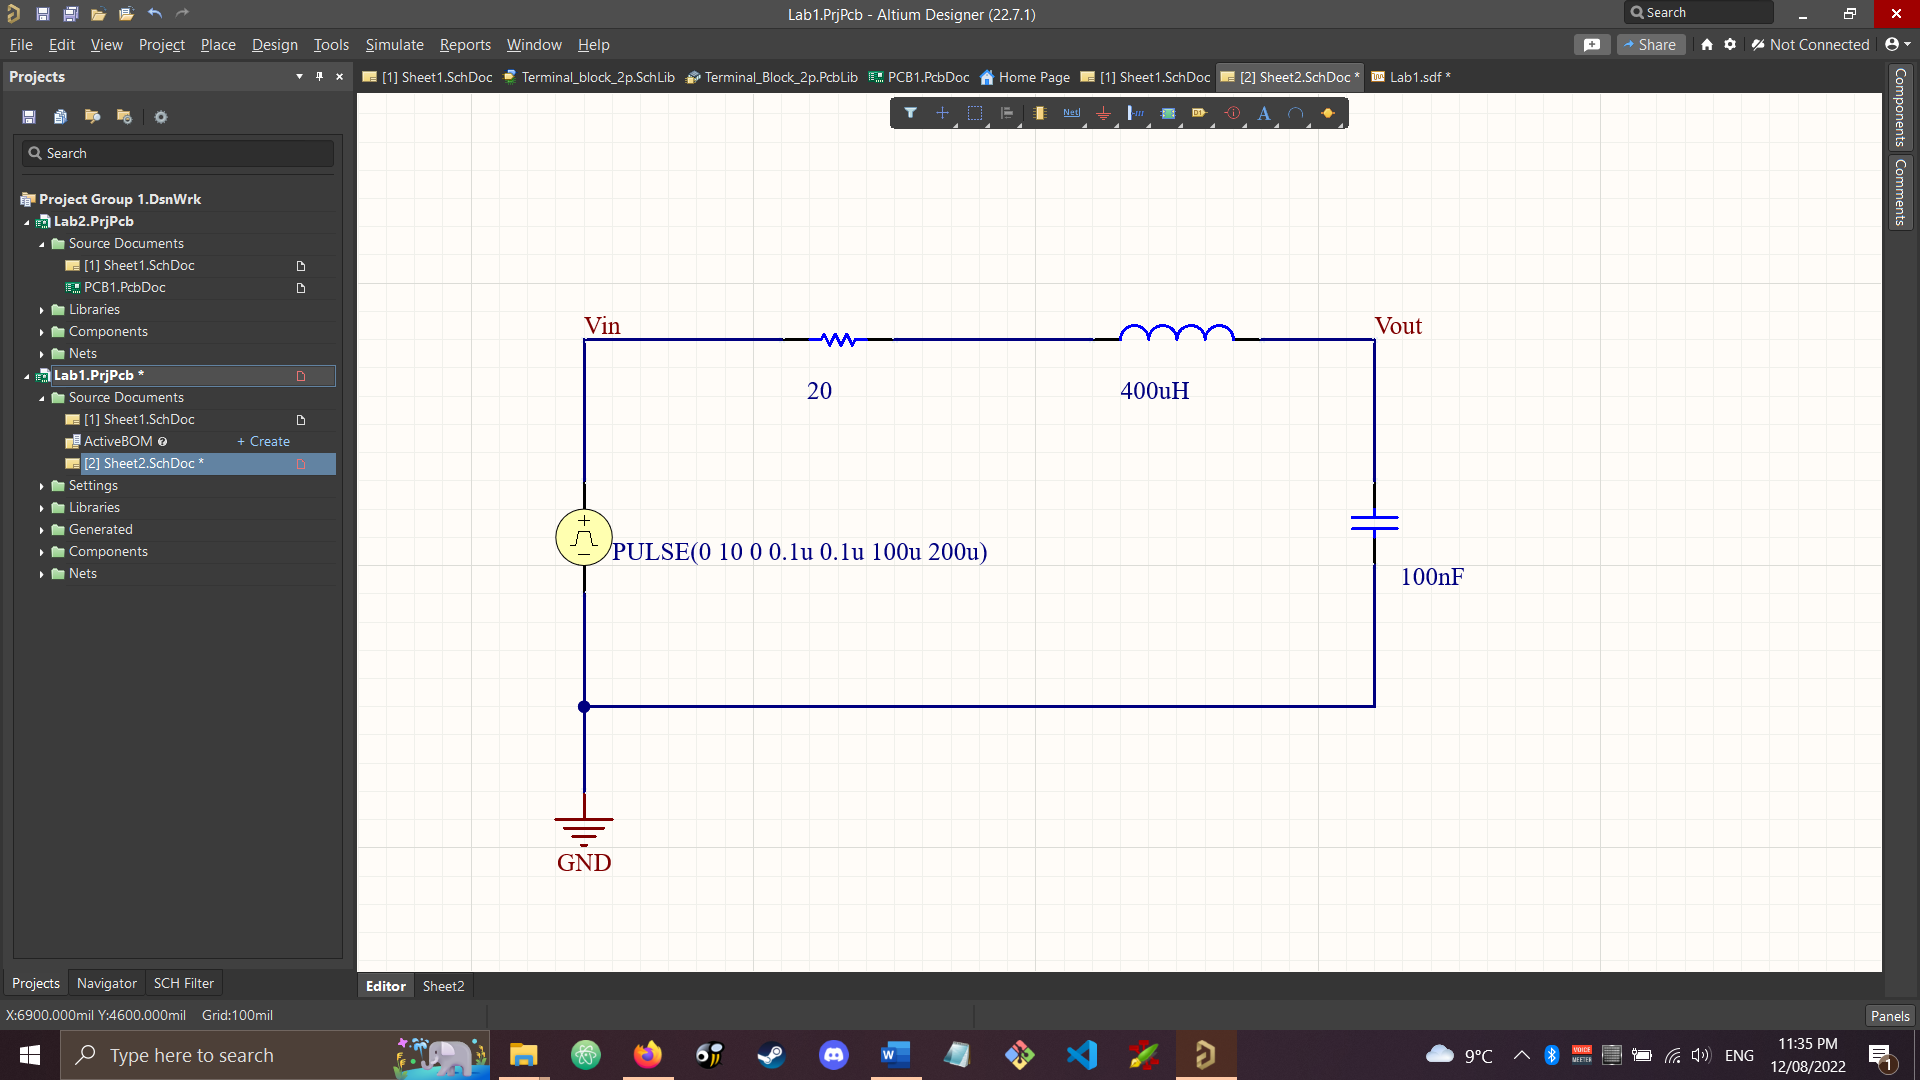 Lab1.PrjPcb - Altium Designer (22.7.1)
Search
File Edit View Project Place Design Tools Simulate Reports Window Help
Share
Not Connected
Projects
[1] Sheet1.SchDoc Terminal_block_2p.SchLib Terminal_Block_2p.PcbLib PCB1.PcbDoc Home Page [1] Sheet1.SchDoc [2] Sheet2.SchDoc * Lab1.sdf *
Components
Comments
Net
D1
A
Search
Project Group 1.DsnWrk
Lab2.PrjPcb
Source Documents
[1] Sheet1.SchDoc
PCB1.PcbDoc
Libraries
Components
Nets
Lab1.PrjPcb *
Source Documents
[1] Sheet1.SchDoc
ActiveBOM + Create
[2] Sheet2.SchDoc *
Settings
Libraries
Generated
Components
Nets
Vin
Vout
20
400uH
PULSE(0 10 0 0.1u 0.1u 100u 200u)
100nF
GND
Projects Navigator SCH Filter
Editor Sheet2
X:6900.000mil Y:4600.000mil Grid:100mil
Panels
Type here to search
9°C
VOICE MEETER
ENG
11:35 PM
12/08/2022
1